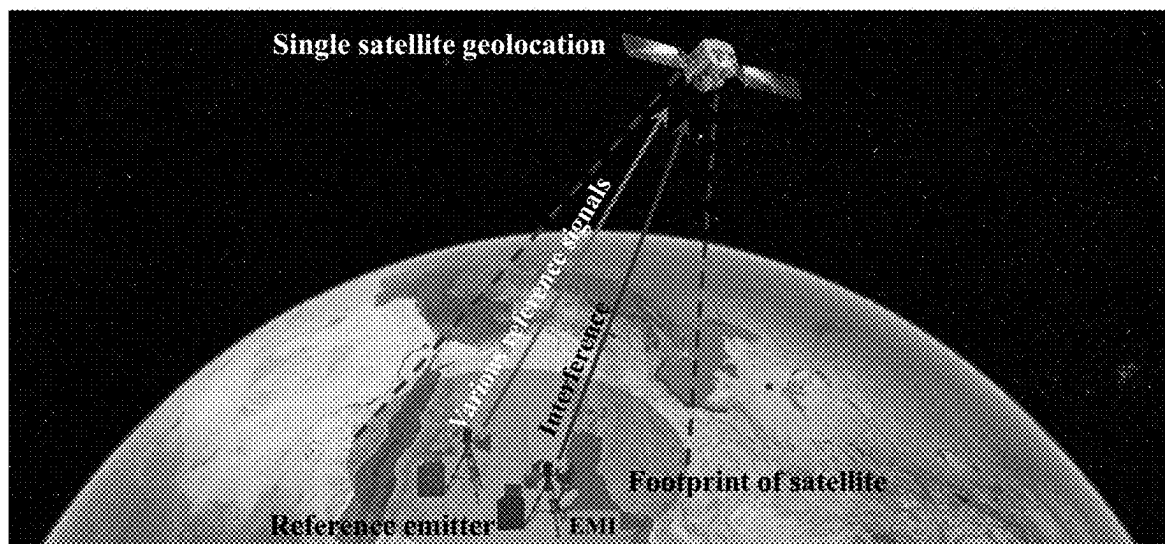 Single satellite geolocation
Various reference signals
Interference
Footprint of satellite
Reference emitter
EMI